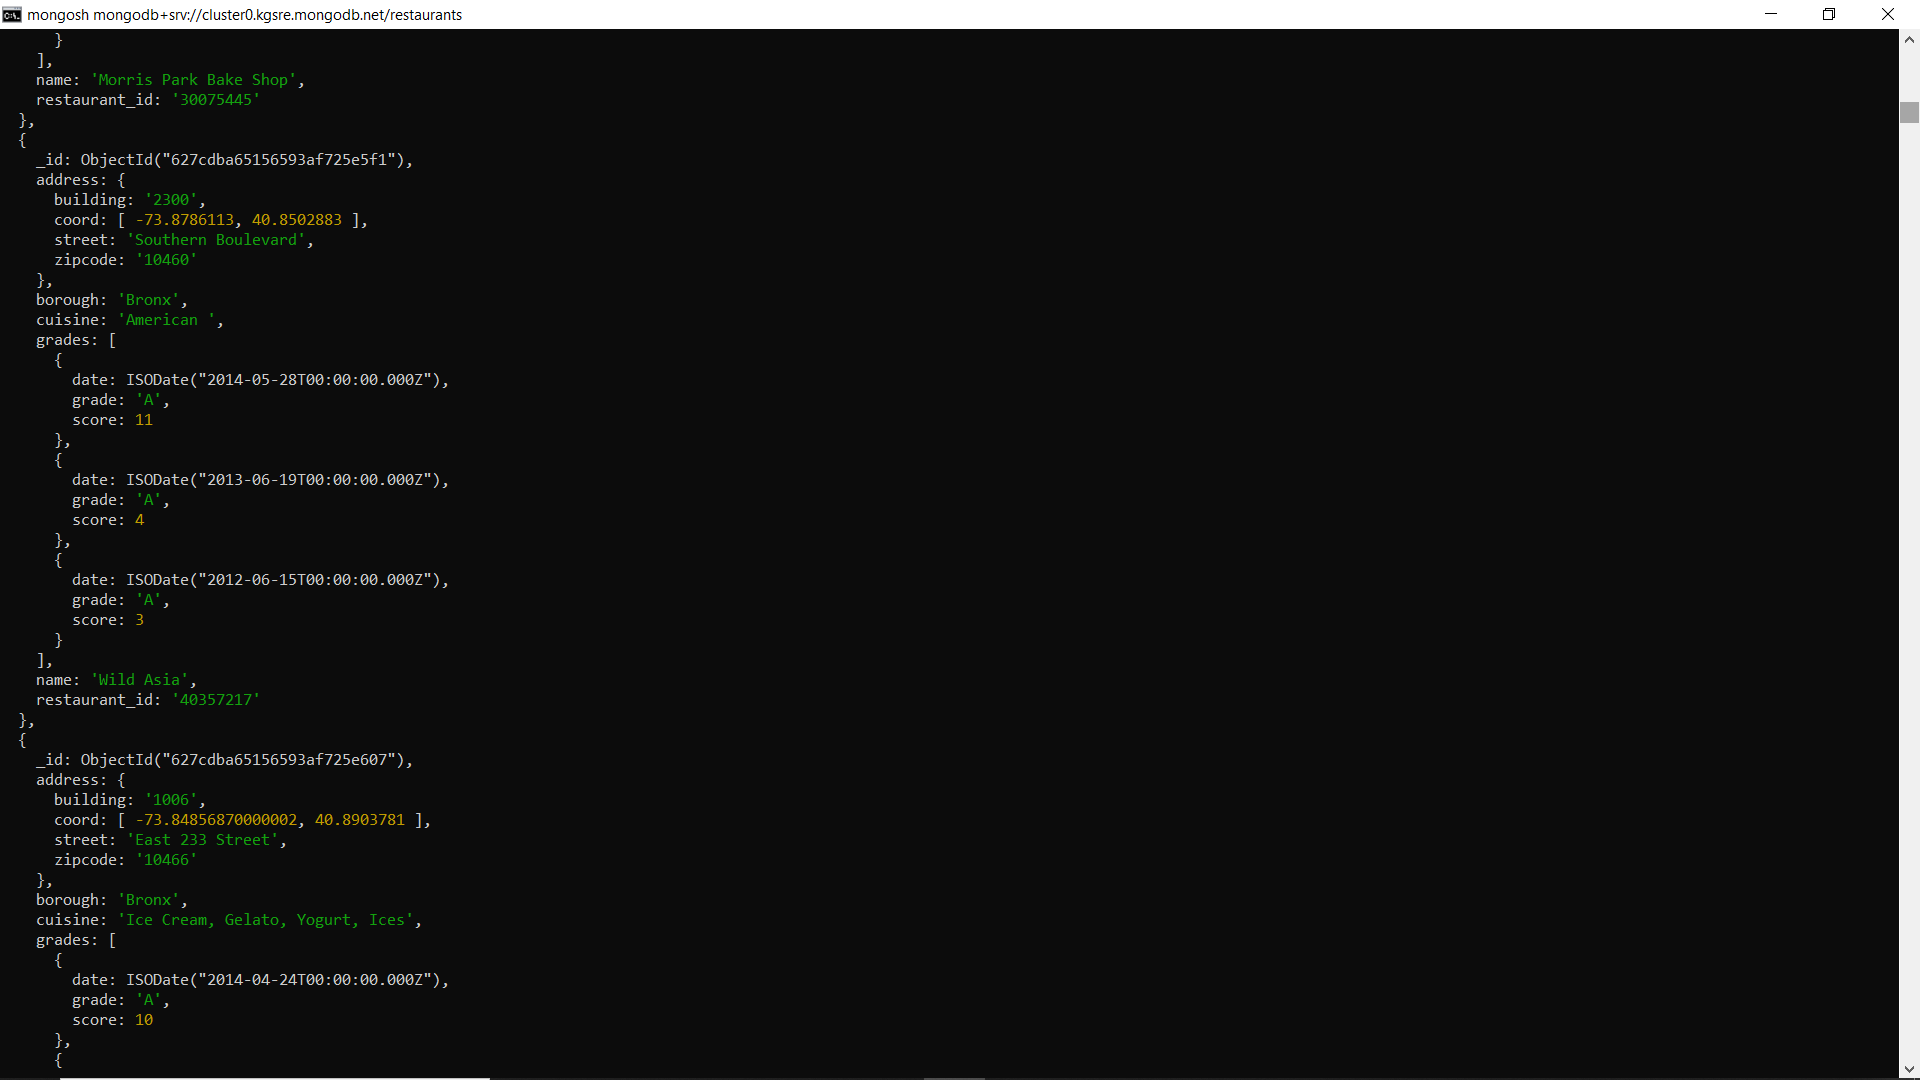 mongosh mongodb+srv://cluster0.kgsre.mongodb.net/restaurants
      }
    ],
    name: 'Morris Park Bake Shop',
    restaurant_id: '30075445'
  },
  {
    _id: ObjectId("627cdba65156593af725e5f1"),
    address: {
      building: '2300',
      coord: [ -73.8786113, 40.8502883 ],
      street: 'Southern Boulevard',
      zipcode: '10460'
    },
    borough: 'Bronx',
    cuisine: 'American ',
    grades: [
      {
        date: ISODate("2014-05-28T00:00:00.000Z"),
        grade: 'A',
        score: 11
      },
      {
        date: ISODate("2013-06-19T00:00:00.000Z"),
        grade: 'A',
        score: 4
      },
      {
        date: ISODate("2012-06-15T00:00:00.000Z"),
        grade: 'A',
        score: 3
      }
    ],
    name: 'Wild Asia',
    restaurant_id: '40357217'
  },
  {
    _id: ObjectId("627cdba65156593af725e607"),
    address: {
      building: '1006',
      coord: [ -73.84856870000002, 40.8903781 ],
      street: 'East 233 Street',
      zipcode: '10466'
    },
    borough: 'Bronx',
    cuisine: 'Ice Cream, Gelato, Yogurt, Ices',
    grades: [
      {
        date: ISODate("2014-04-24T00:00:00.000Z"),
        grade: 'A',
        score: 10
      },
      {